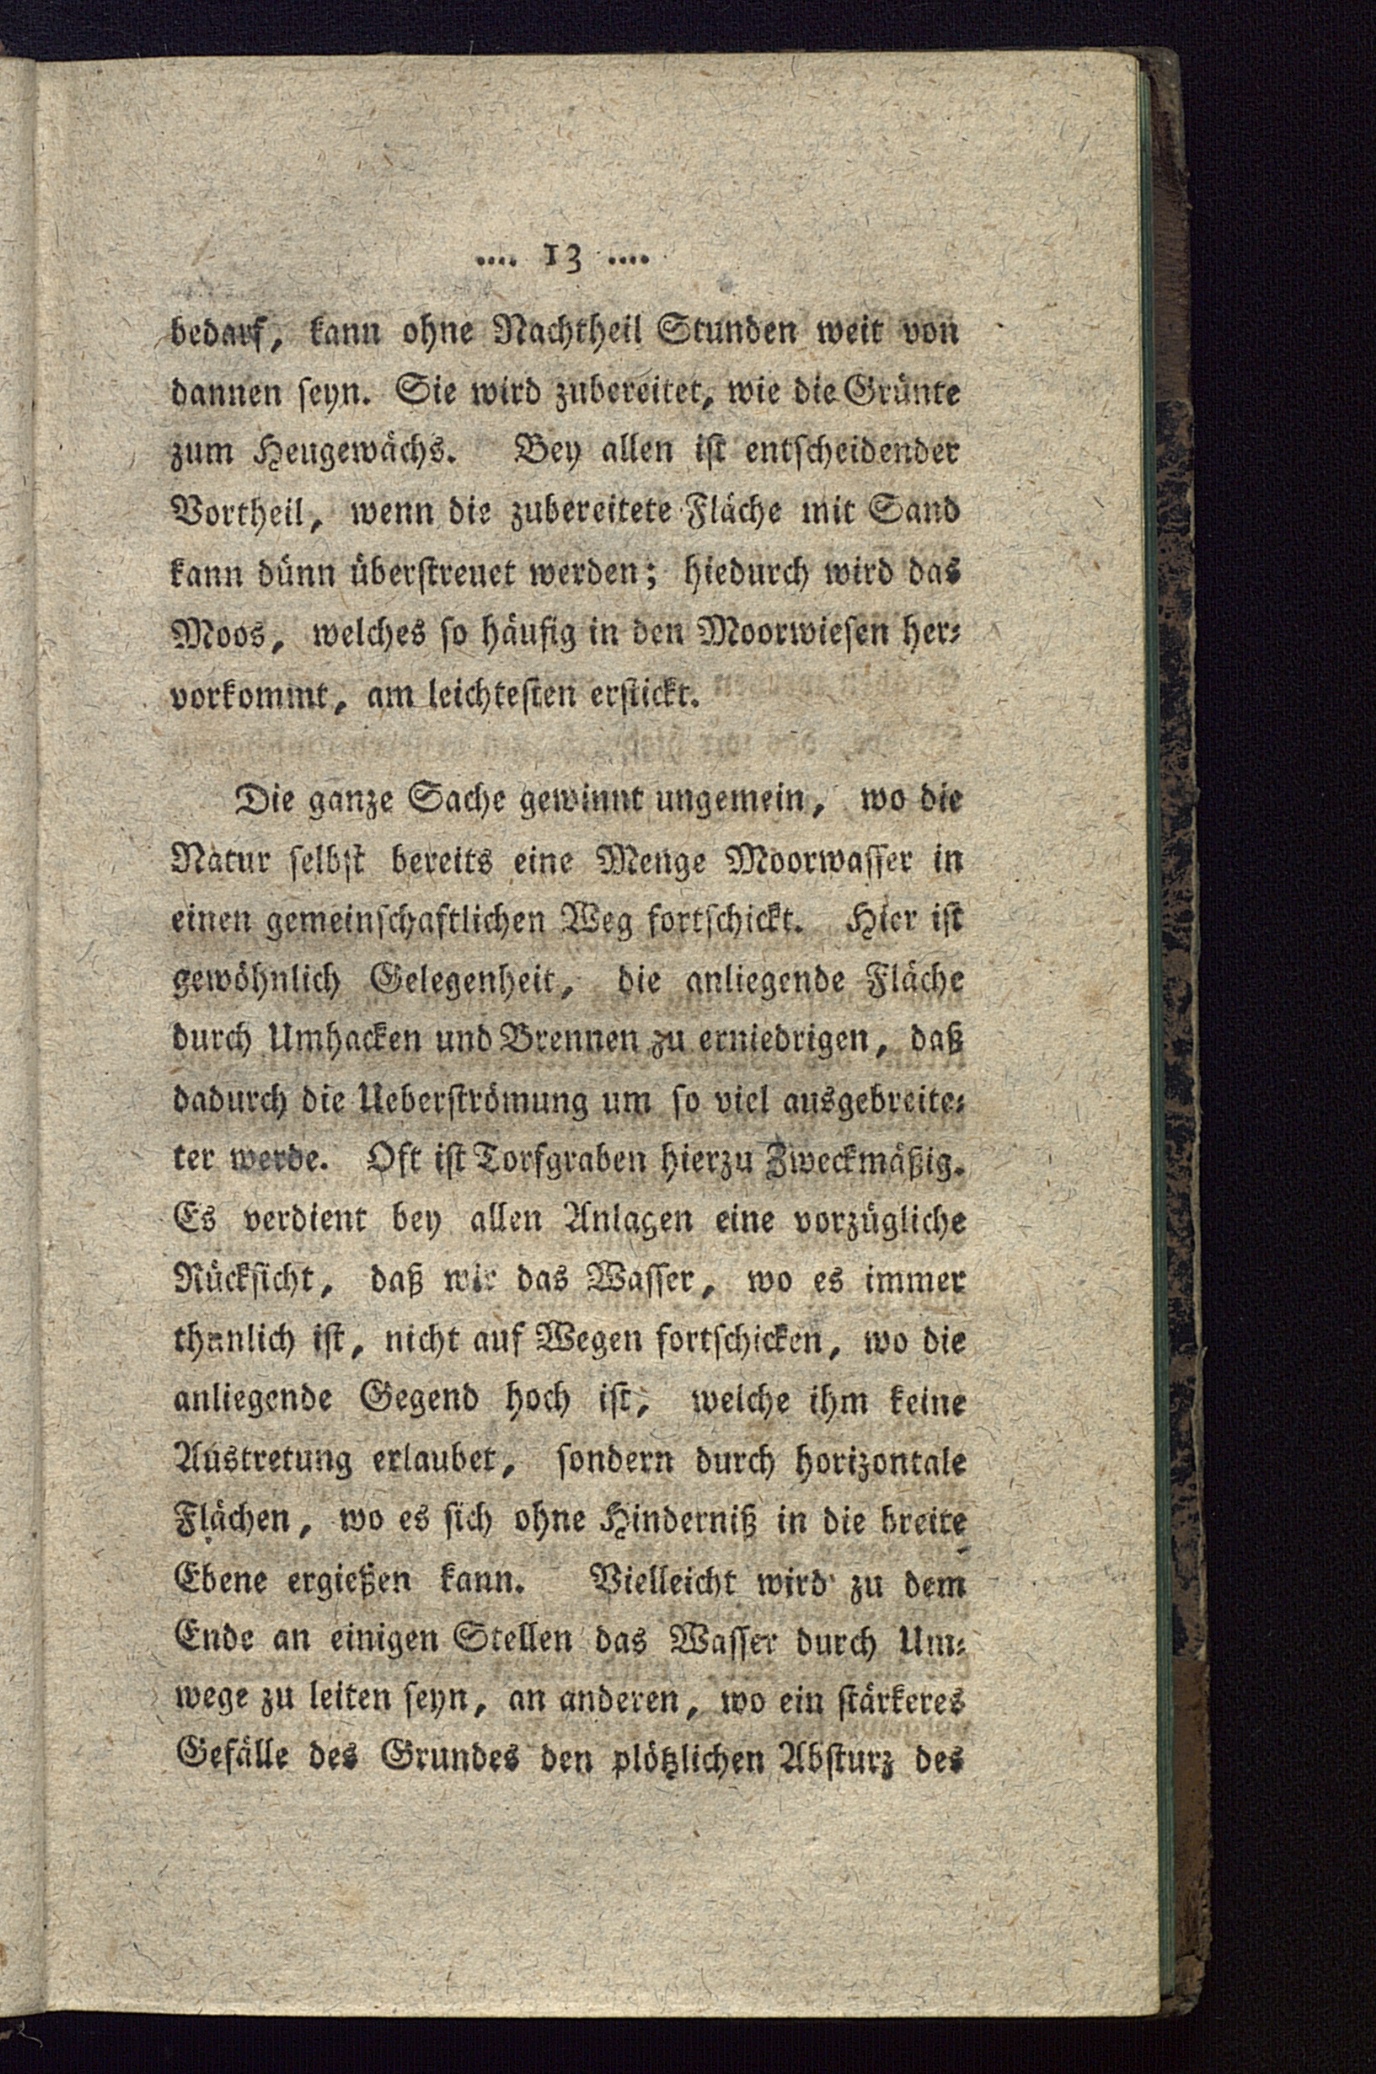 .... 13 ....
bedarf, kann ohne Nachtheil Stunden weit von
dannen seyn. Sie wird zubereitet, wie die Gründe
zum Heugewächs. Bey allen ist entscheidender
Vortheil, wenn die zubereitete Fläche mit Sand
kann dünn überstreuet werden; hiedurch wird das
Moos, welches so häufig in den Moorwiesen her-
vorkommt, am leichtesten erstickt.
Die ganze Sache gewinnt ungemein, wo die
Natur selbst bereits eine Menge Moorwasser in
einen gemeinschaftlichen Weg fortschickt. Hier ist
gewöhnlich Gelegenheit, die anliegende Fläche
durch Umhacken und Brennen zu erniedrigen, daß
dadurch die Ueberströmung um so viel ausgebreite-
ter werde. Oft ist Torfgraben hierzu Zweckmäßig.
Es verdient bey allen Anlagen eine vorzügliche
Rücksicht, daß wir das Wasser, wo es immer
thunlich ist, nicht auf Wegen fortschicken, wo die
anliegende Gegend hoch ist, welche ihm keine
Austretung erlaubet, sondern durch horizontale
Flächen, wo es sich ohne Hinderniß in die breite
Ebene ergießen kann. Vielleicht wird zu dem
Ende an einigen Stellen das Wasser durch Um-
wege zu leiten seyn, an anderen, wo ein stärkeres
Gefälle des Grundes den plötzlichen Absturz des